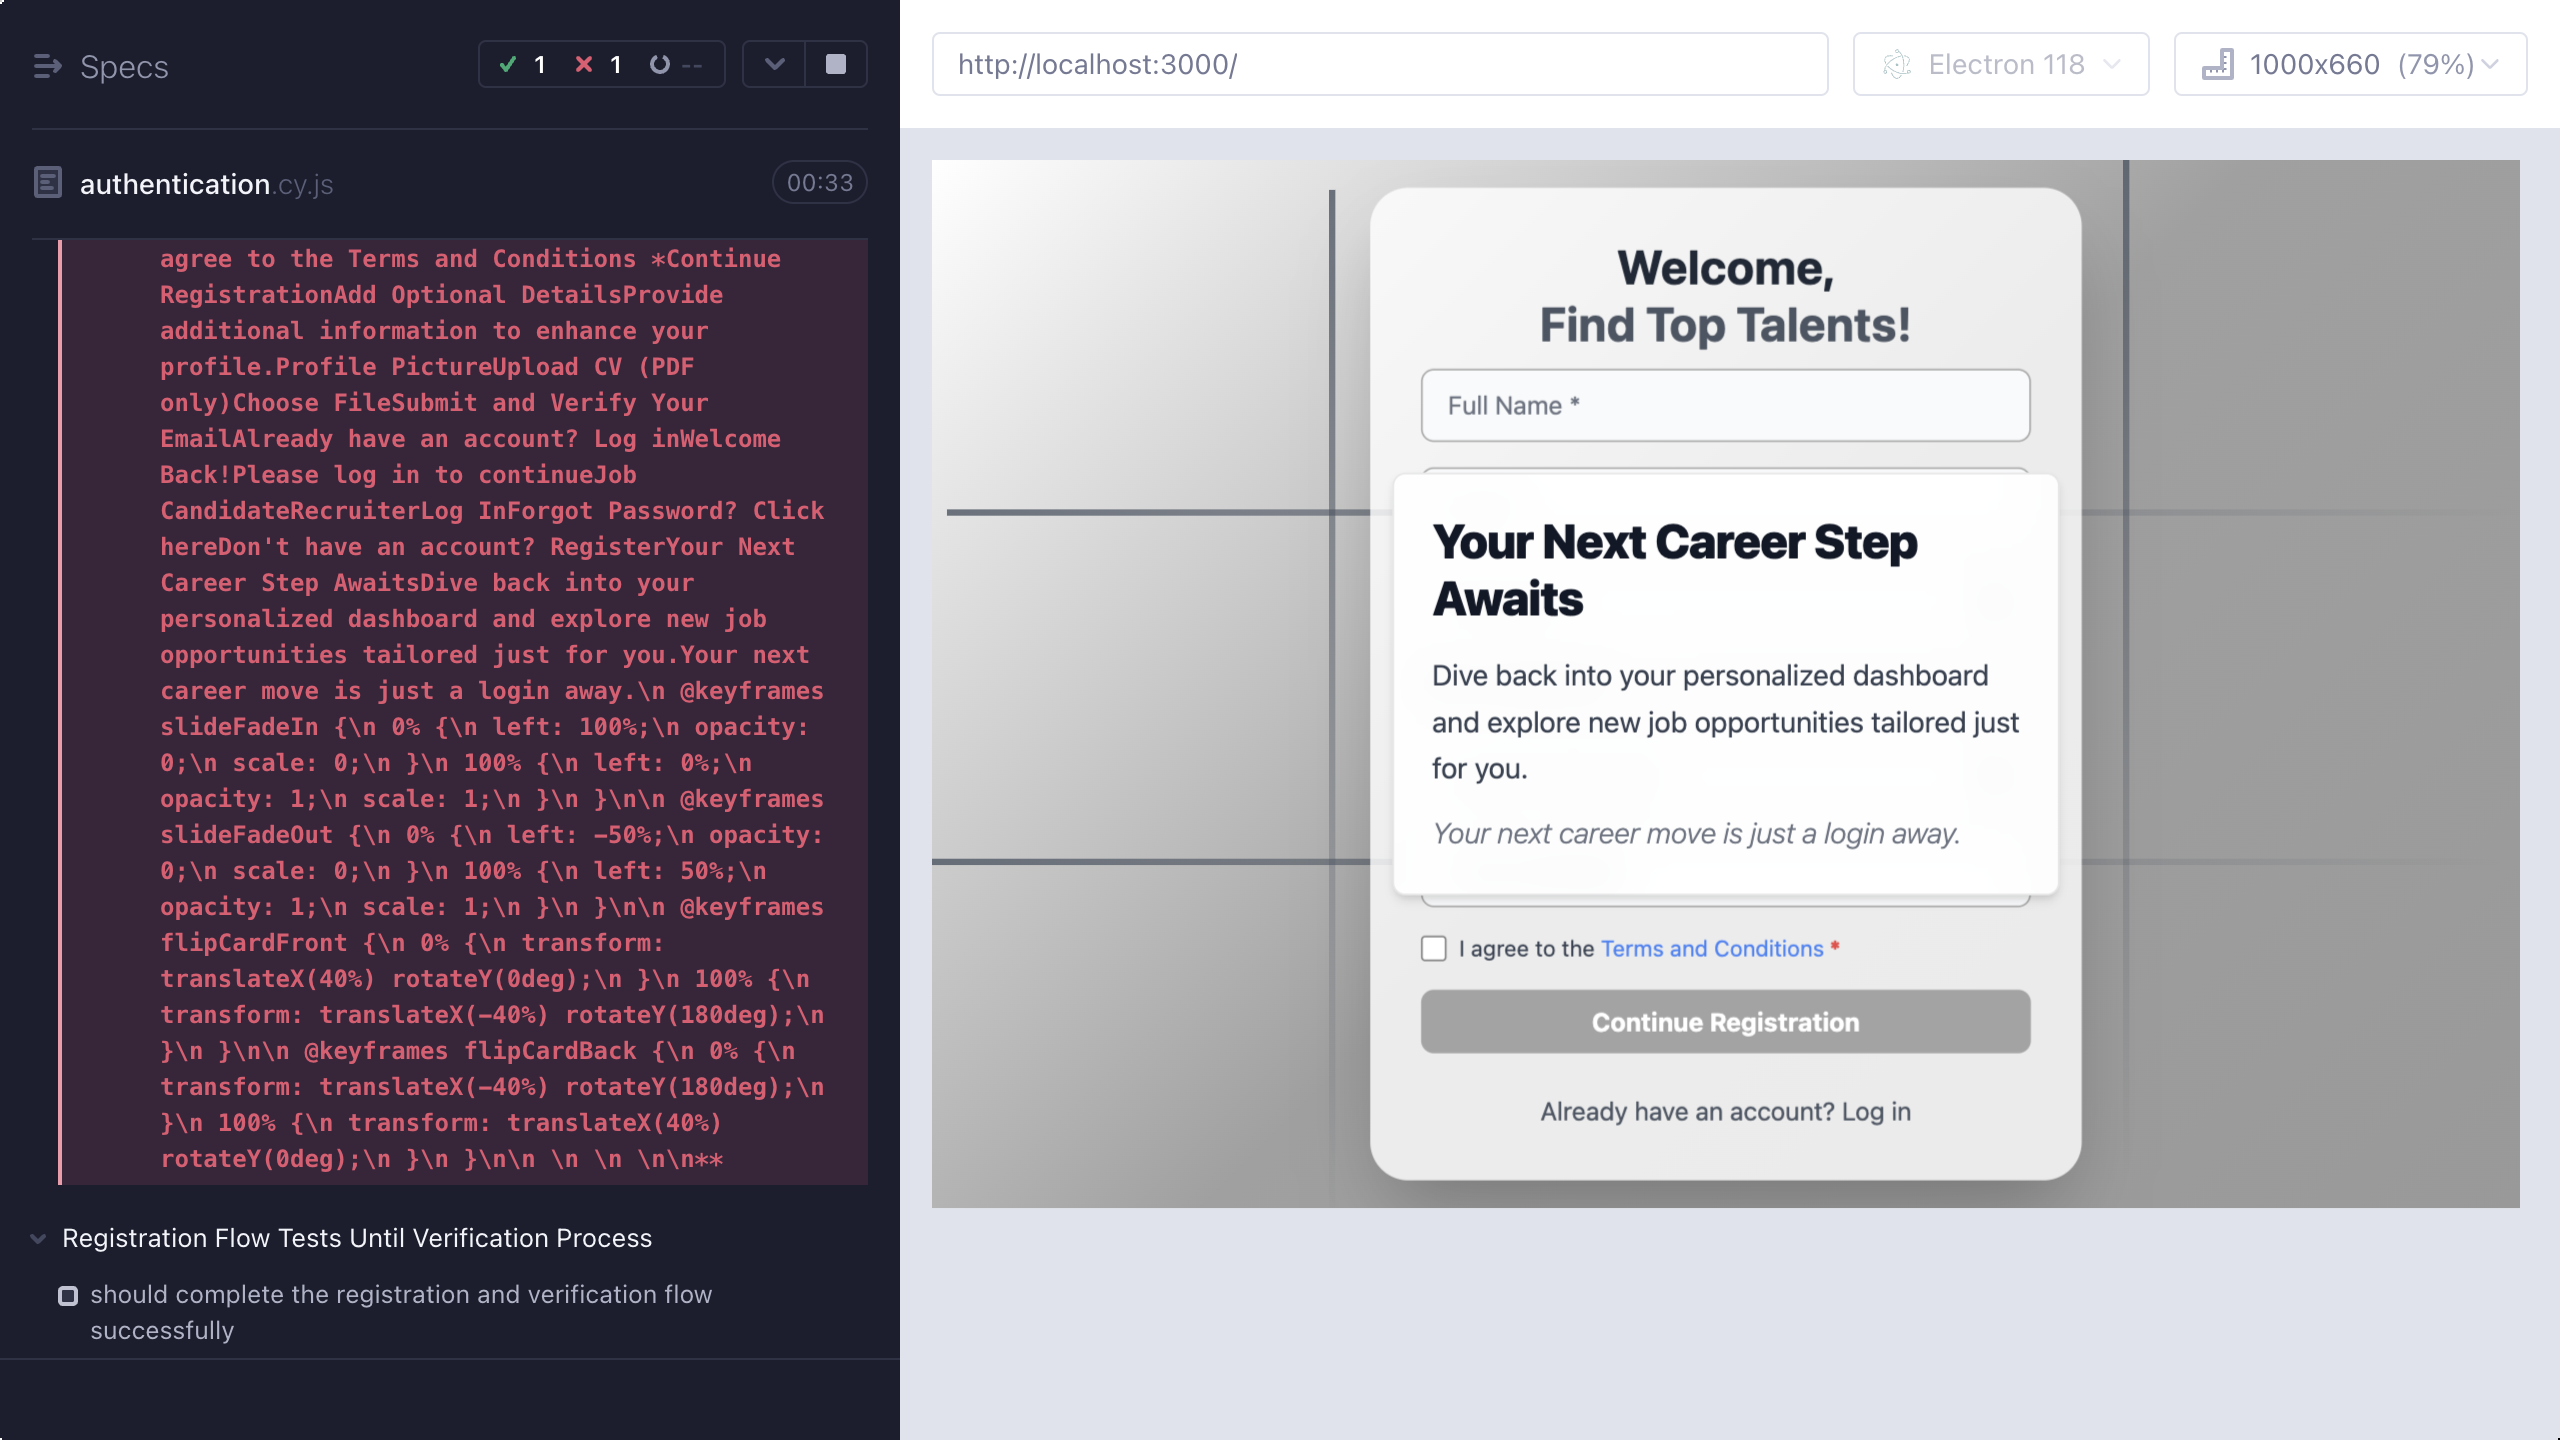 Specs
1
1
--
authentication.cy.js
00:33
agree to the Terms and Conditions *Continue
RegistrationAdd Optional DetailsProvide
additional information to enhance your
profile.Profile PictureUpload CV (PDF
only)Choose FileSubmit and Verify Your
EmailAlready have an account? Log inWelcome
Back!Please log in to continueJob
CandidateRecruiterLog InForgot Password? Click
hereDon't have an account? RegisterYour Next
Career Step AwaitsDive back into your
personalized dashboard and explore new job
opportunities tailored just for you.Your next
career move is just a login away.\n @keyframes
slideFadeIn {\n 0% {\n left: 100%;\n opacity:
0;\n scale: 0;\n }\n 100% {\n left: 0%;\n
opacity: 1;\n scale: 1;\n }\n }\n\n @keyframes
slideFadeOut {\n 0% {\n left: -50%;\n opacity:
0;\n scale: 0;\n }\n 100% {\n left: 50%;\n
opacity: 1;\n scale: 1;\n }\n }\n\n @keyframes
flipCardFront {\n 0% {\n transform:
translateX(40%) rotateY(0deg);\n }\n 100% {\n
transform: translateX(-40%) rotateY(180deg);\n
}\n }\n\n @keyframes flipCardBack {\n 0% {\n
transform: translateX(-40%) rotateY(180deg);\n
}\n 100% {\n transform: translateX(40%)
rotateY(0deg);\n }\n }\n\n \n \n \n\n**
Registration Flow Tests Until Verification Process
should complete the registration and verification flow
successfully
http://localhost:3000/
Electron 118
1000x660 (79%)
Welcome,
Find Top Talents!
Full Name *
Your Next Career Step
Awaits
Dive back into your personalized dashboard
and explore new job opportunities tailored just
for you.
Your next career move is just a login away.
I agree to the Terms and Conditions *
Continue Registration
Already have an account? Log in